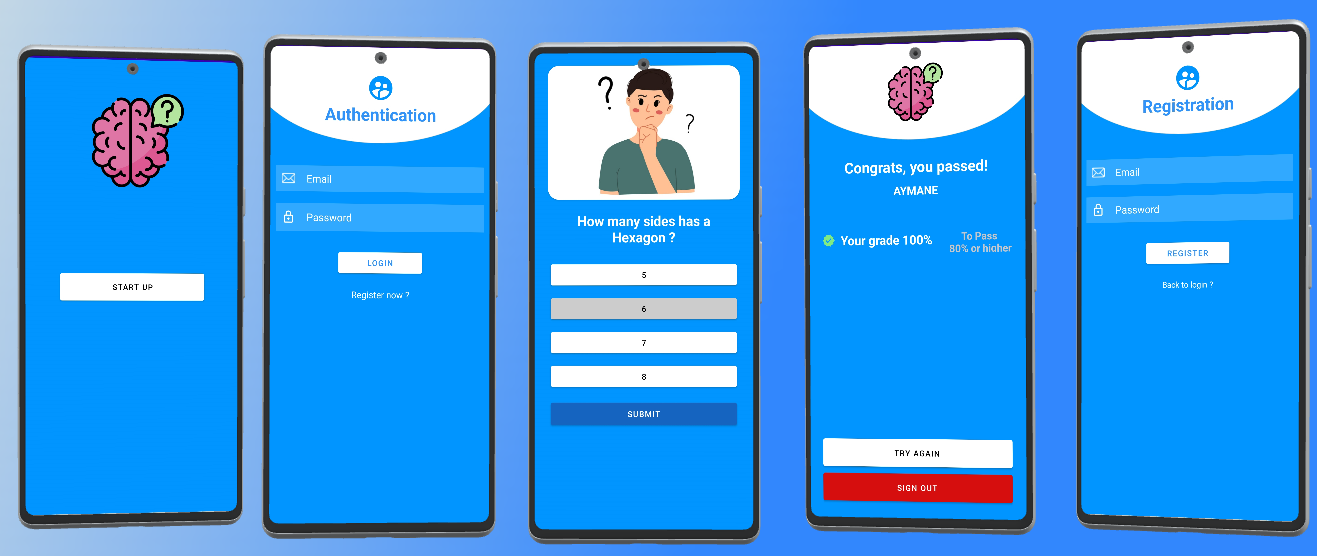 START UP
Authentication
Email
Password
LOGIN
Register now ?
?
?
How many sides has a
Hexagon ?
5
6
7
8
SUBMIT
?
Congrats, you passed!
AYMANE
Your grade 100%
To Pass
80% or higher
TRY AGAIN
SIGN OUT
Registration
Email
Password
REGISTER
Back to login ?